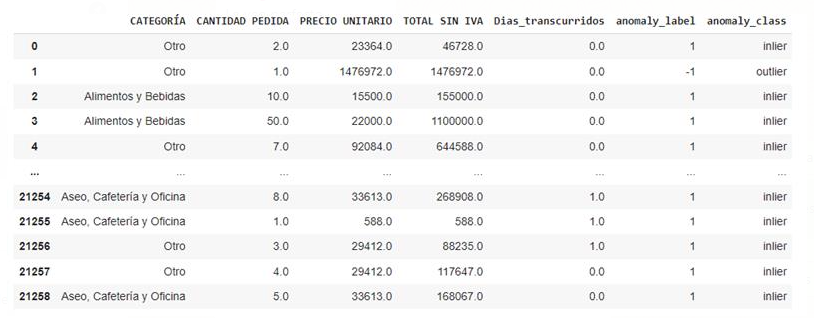 CATEGORÍA CANTIDAD PEDIDA PRECIO UNITARIO TOTAL SIN IVA Dias_transcurridos anomaly_label anomaly_class
0 Otro 2.0 23364.0 46728.0 0.0 1 inlier
1 Otro 1.0 1476972.0 1476972.0 0.0 -1 outlier
2 Alimentos y Bebidas 10.0 15500.0 155000.0 0.0 1 inlier
3 Alimentos y Bebidas 50.0 22000.0 1100000.0 0.0 1 inlier
4 Otro 7.0 92084.0 644588.0 0.0 1 inlier
... ... ... ... ... ... ... ...
21254 Aseo, Cafetería y Oficina 8.0 33613.0 268908.0 1.0 1 inlier
21255 Aseo, Cafetería y Oficina 1.0 588.0 588.0 1.0 1 inlier
21256 Otro 3.0 29412.0 88235.0 1.0 1 inlier
21257 Otro 4.0 29412.0 117647.0 0.0 1 inlier
21258 Aseo, Cafetería y Oficina 5.0 33613.0 168067.0 0.0 1 inlier